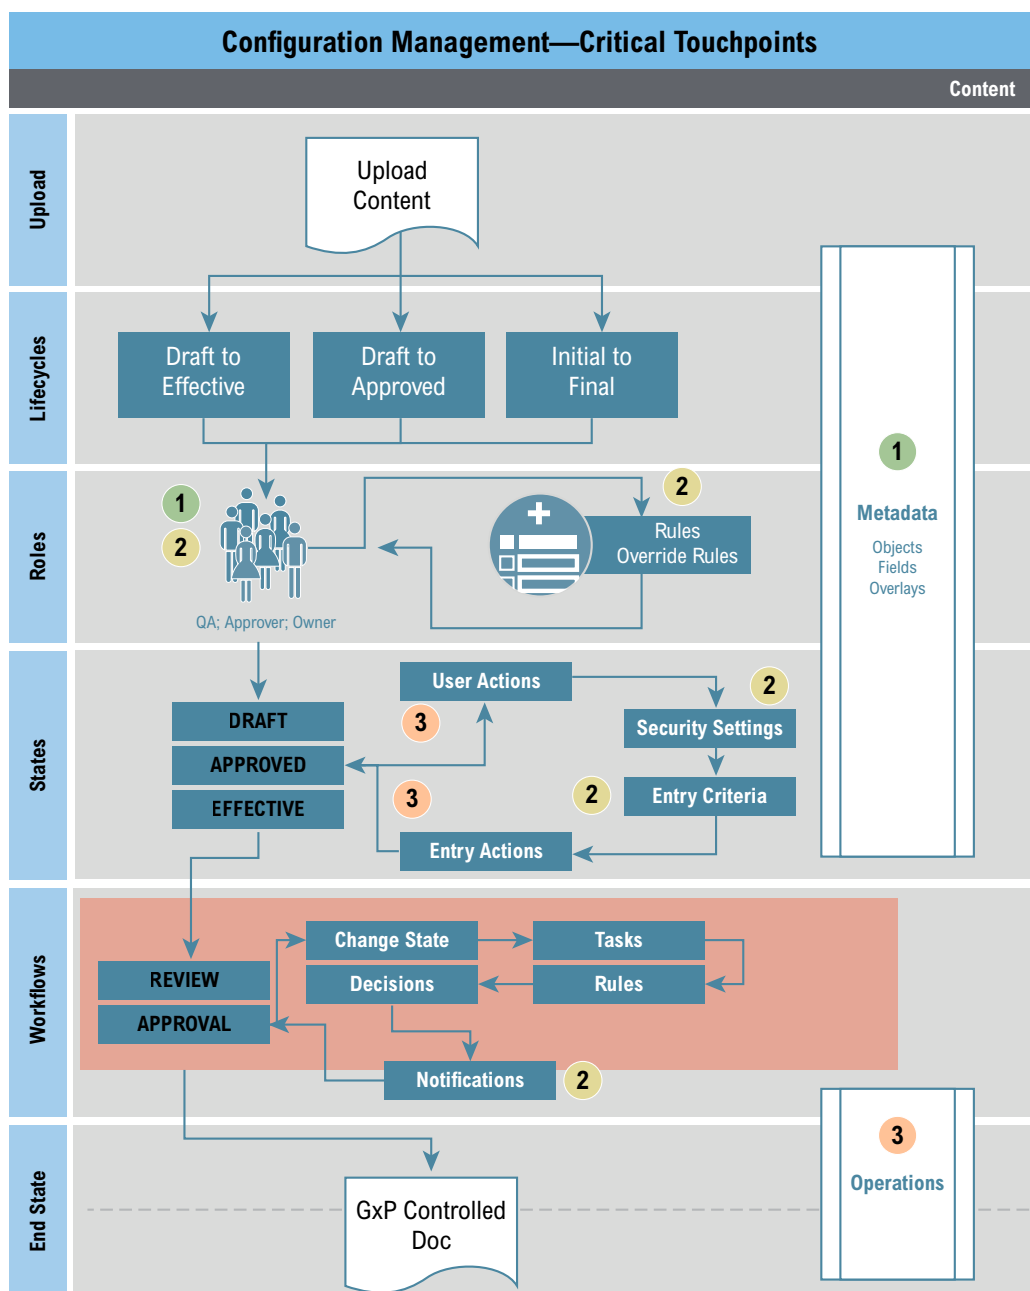 Configuration Management—Critical Touchpoints
Content
Upload
Upload
Content
Lifecycles
Draft to
Effective
Draft to
Approved
Initial to
Final
1
Metadata
Objects
Fields
Overlays
Roles
1
2
QA; Approver; Owner
2
Rules
Override Rules
States
User Actions
2
3
DRAFT
Security Settings
APPROVED
3
2
Entry Criteria
EFFECTIVE
Entry Actions
Workflows
Change State
Tasks
REVIEW
Decisions
Rules
APPROVAL
Notifications
2
End State
3
Operations
GxP Controlled
Doc